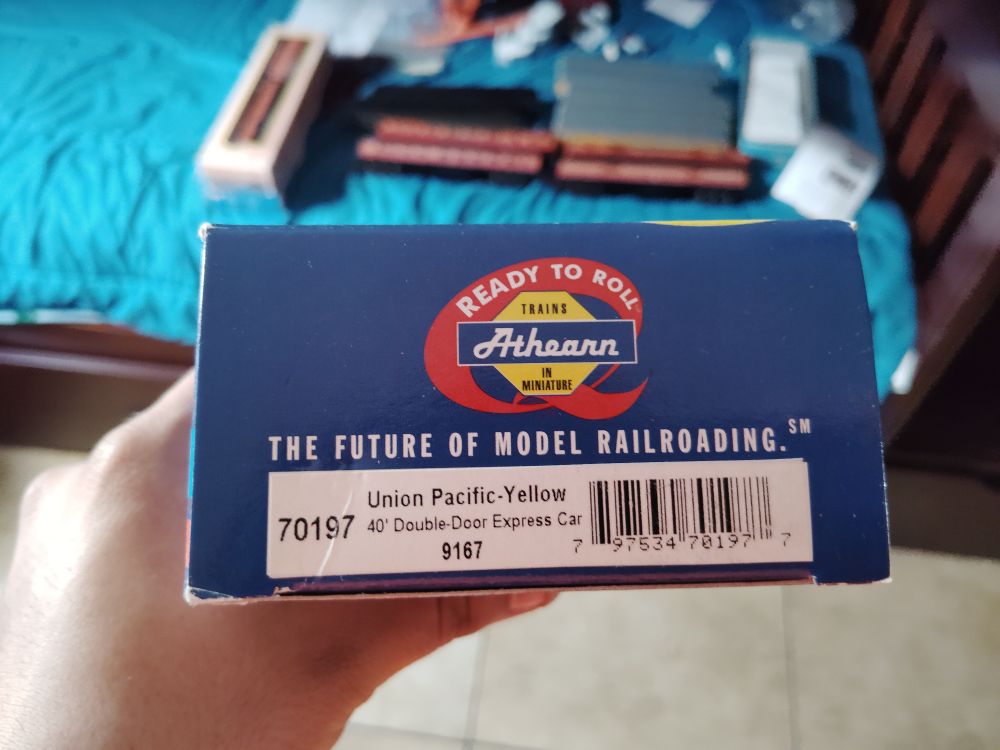 READY TO ROLL
TRAINS
Athearn
IN
MINIATURE
THE FUTURE OF MODEL RAILROADING.℠
Union Pacific-Yellow
70197 40' Double-Door Express Car
9167
7 97534 70197 7